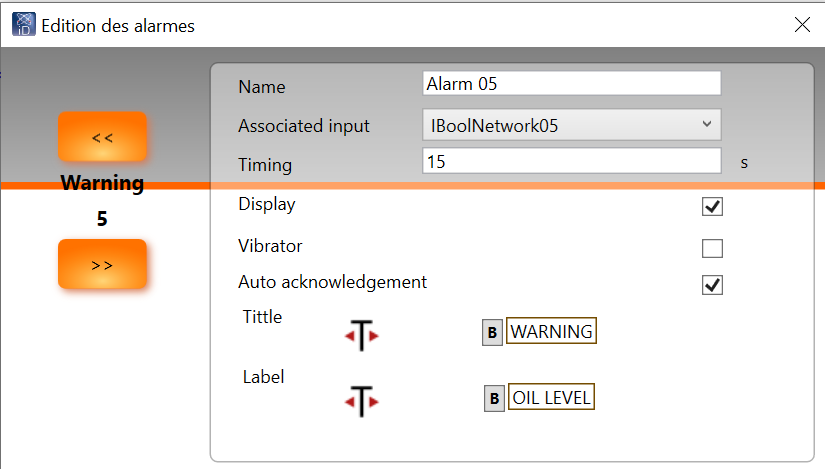 iD Edition des alarmes
Name Alarm 05
Associated input IBoolNetwork05
Timing 15 s
<<
Warning
5
>>
Display
Vibrator
Auto acknowledgement
Tittle B WARNING
Label B OIL LEVEL